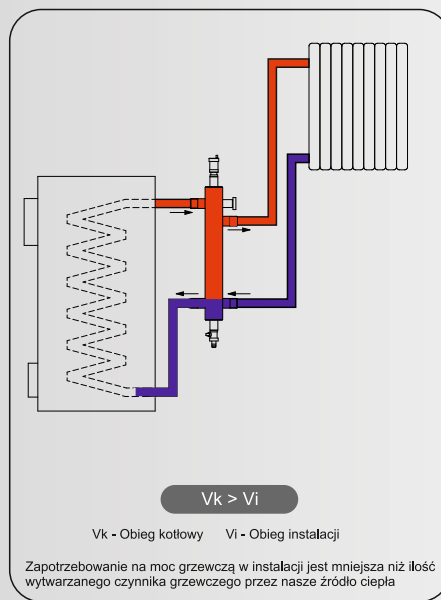 Vk > Vi
Vk - Obieg kotłowy Vi - Obieg instalacji
Zapotrzebowanie na moc grzewczą w instalacji jest mniejsza niż ilość
wytwarzanego czynnika grzewczego przez nasze źródło ciepła